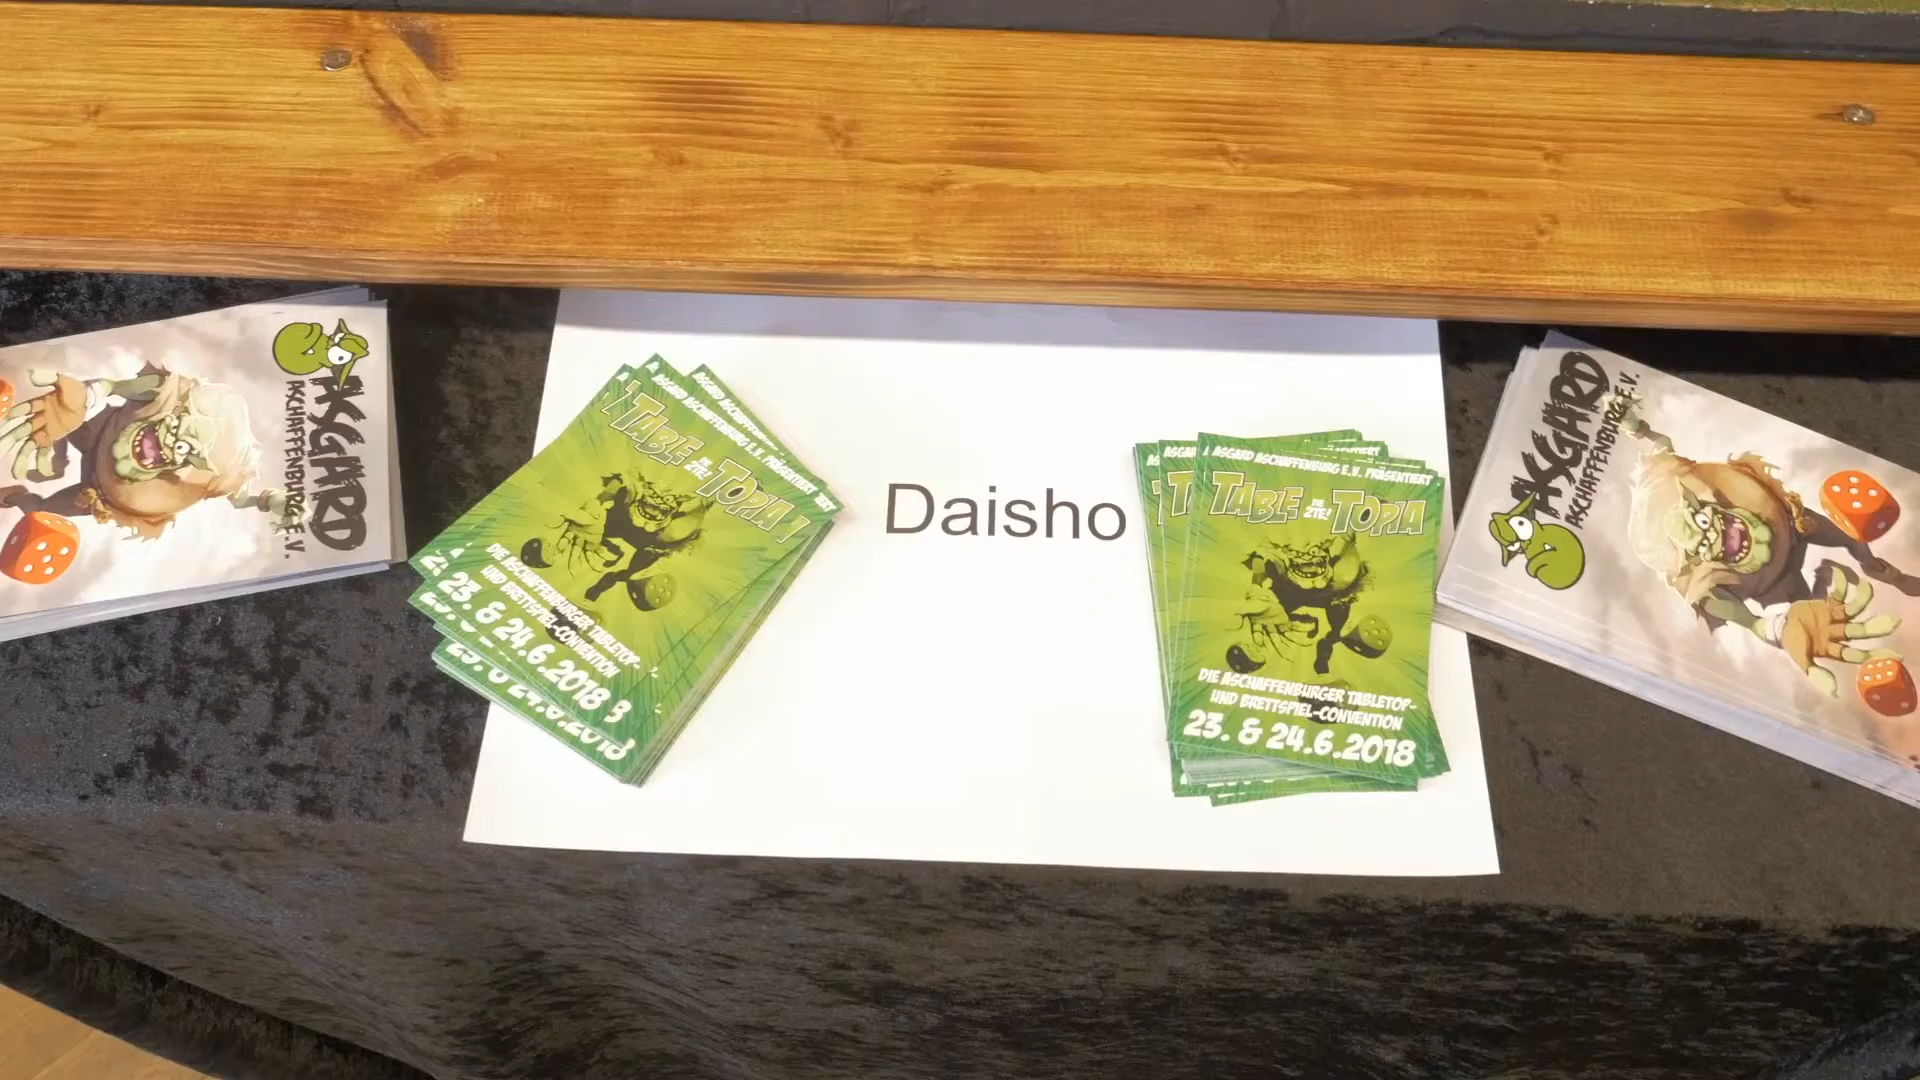 ASGARD
ASCHAFFENBURG E.V.
ASGARD ASCHAFFENBURG E.V. PRÄSENTIERT
TABLE DIE 2TE! TOPIA
DIE ASCHAFFENBURGER TABLETOP-
UND BRETTSPIEL-CONVENTION
23. & 24.6.2018
Daisho
ASGARD ASCHAFFENBURG E.V. PRÄSENTIERT
TABLE DIE 2TE! TOPIA
DIE ASCHAFFENBURGER TABLETOP-
UND BRETTSPIEL-CONVENTION
23. & 24.6.2018
ASGARD
ASCHAFFENBURG E.V.